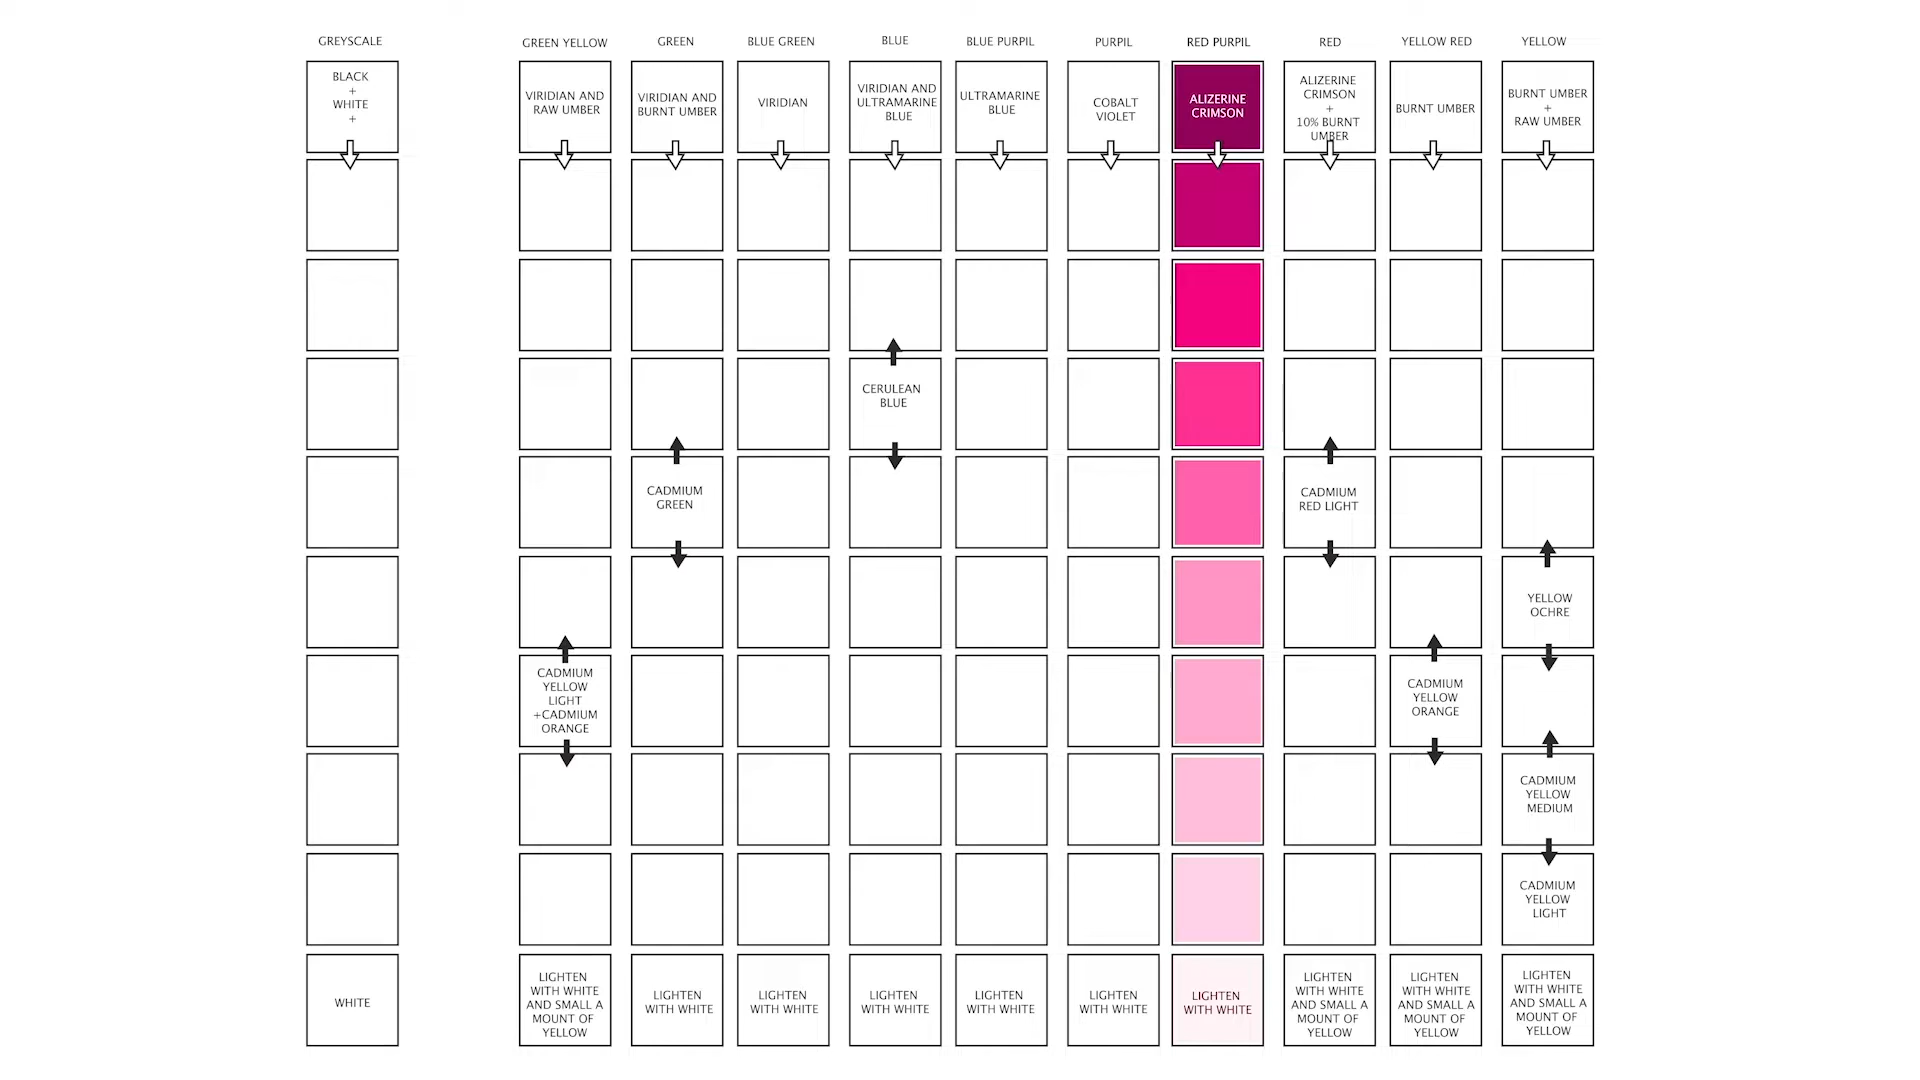 GREYSCALE
GREEN YELLOW
GREEN
BLUE GREEN
BLUE
BLUE PURPIL
PURPIL
RED PURPIL
RED
YELLOW RED
YELLOW
BLACK
+
WHITE
+
VIRIDIAN AND
RAW UMBER
VIRIDIAN AND
BURNT UMBER
VIRIDIAN
VIRIDIAN AND
ULTRAMARINE
BLUE
ULTRAMARINE
BLUE
COBALT
VIOLET
ALIZERINE
CRIMSON
ALIZERINE
CRIMSON
+
10% BURNT
UMBER
BURNT UMBER
BURNT UMBER
+
RAW UMBER
CERULEAN
BLUE
CADMIUM
GREEN
CADMIUM
RED LIGHT
YELLOW
OCHRE
CADMIUM
YELLOW
LIGHT
+CADMIUM
ORANGE
CADMIUM
YELLOW
ORANGE
CADMIUM
YELLOW
MEDIUM
CADMIUM
YELLOW
LIGHT
WHITE
LIGHTEN
WITH WHITE
AND SMALL A
MOUNT OF
YELLOW
LIGHTEN
WITH WHITE
LIGHTEN
WITH WHITE
LIGHTEN
WITH WHITE
LIGHTEN
WITH WHITE
LIGHTEN
WITH WHITE
LIGHTEN
WITH WHITE
LIGHTEN
WITH WHITE
AND SMALL A
MOUNT OF
YELLOW
LIGHTEN
WITH WHITE
AND SMALL A
MOUNT OF
YELLOW
LIGHTEN
WITH WHITE
AND SMALL A
MOUNT OF
YELLOW